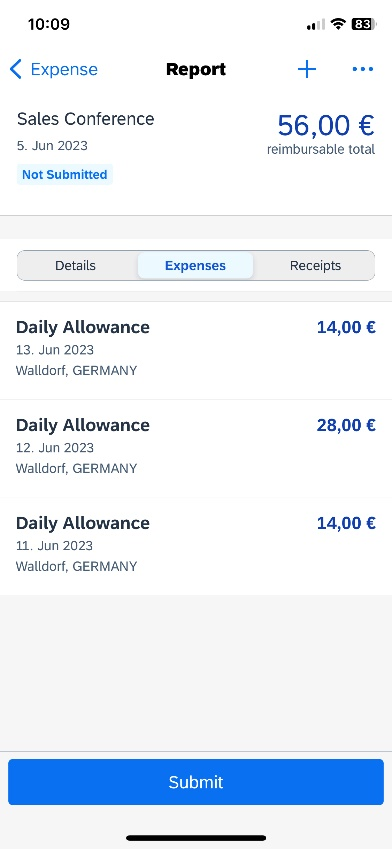 10:09
83
Expense
Report
Sales Conference
56,00 €
5. Jun 2023
reimbursable total
Not Submitted
Details
Expenses
Receipts
Daily Allowance
14,00 €
13. Jun 2023
Walldorf, GERMANY
Daily Allowance
28,00 €
12. Jun 2023
Walldorf, GERMANY
Daily Allowance
14,00 €
11. Jun 2023
Walldorf, GERMANY
Submit